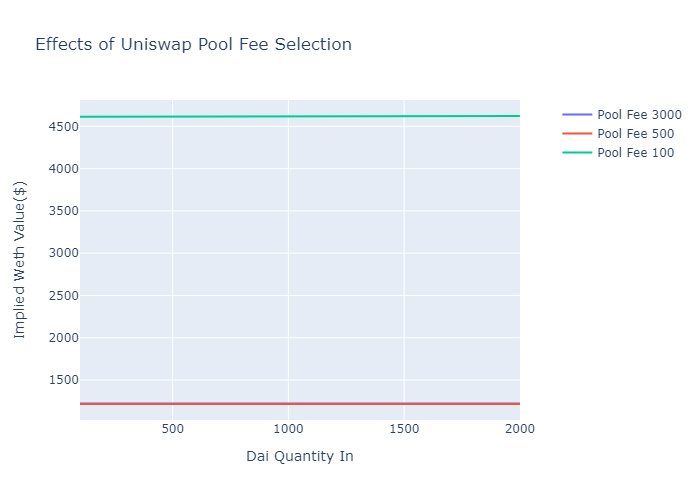 Effects of Uniswap Pool Fee Selection
Pool Fee 3000
Pool Fee 500
Pool Fee 100
4500
4000
3500
3000
2500
2000
1500
Implied Weth Value($)
500
1000
1500
2000
Dai Quantity In